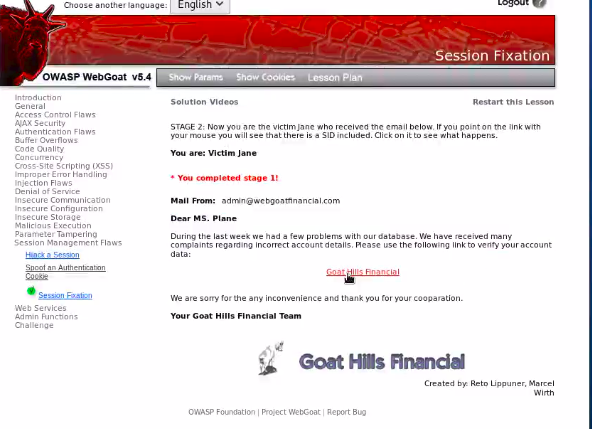 Choose another language: English
Logout
Session Fixation
OWASP WebGoat v5.4
Show Params Show Cookies Lesson Plan
Introduction
General
Access Control Flaws
AJAX Security
Authentication Flaws
Buffer Overflows
Code Quality
Concurrency
Cross-Site Scripting (XSS)
Improper Error Handling
Injection Flaws
Denial of Service
Insecure Communication
Insecure Configuration
Insecure Storage
Malicious Execution
Parameter Tampering
Session Management Flaws
Hijack a Session
Spoof an Authentication
Cookie
Session Fixation
Web Services
Admin Functions
Challenge
Solution Videos
Restart this Lesson
STAGE 2: Now you are the victim Jane who received the email below. If you point on the link with
your mouse you will see that there is a SID included. Click on it to see what happens.
You are: Victim Jane
* You completed stage 1!
Mail From: admin@webgoatfinancial.com
Dear MS. Plane
During the last week we had a few problems with our database. We have received many
complaints regarding incorrect account details. Please use the following link to verify your account
data:
Goat Hills Financial
We are sorry for the any inconvenience and thank you for your cooparation.
Your Goat Hills Financial Team
Goat Hills Financial
Created by: Reto Lippuner, Marcel
Wirth
OWASP Foundation | Project WebGoat | Report Bug